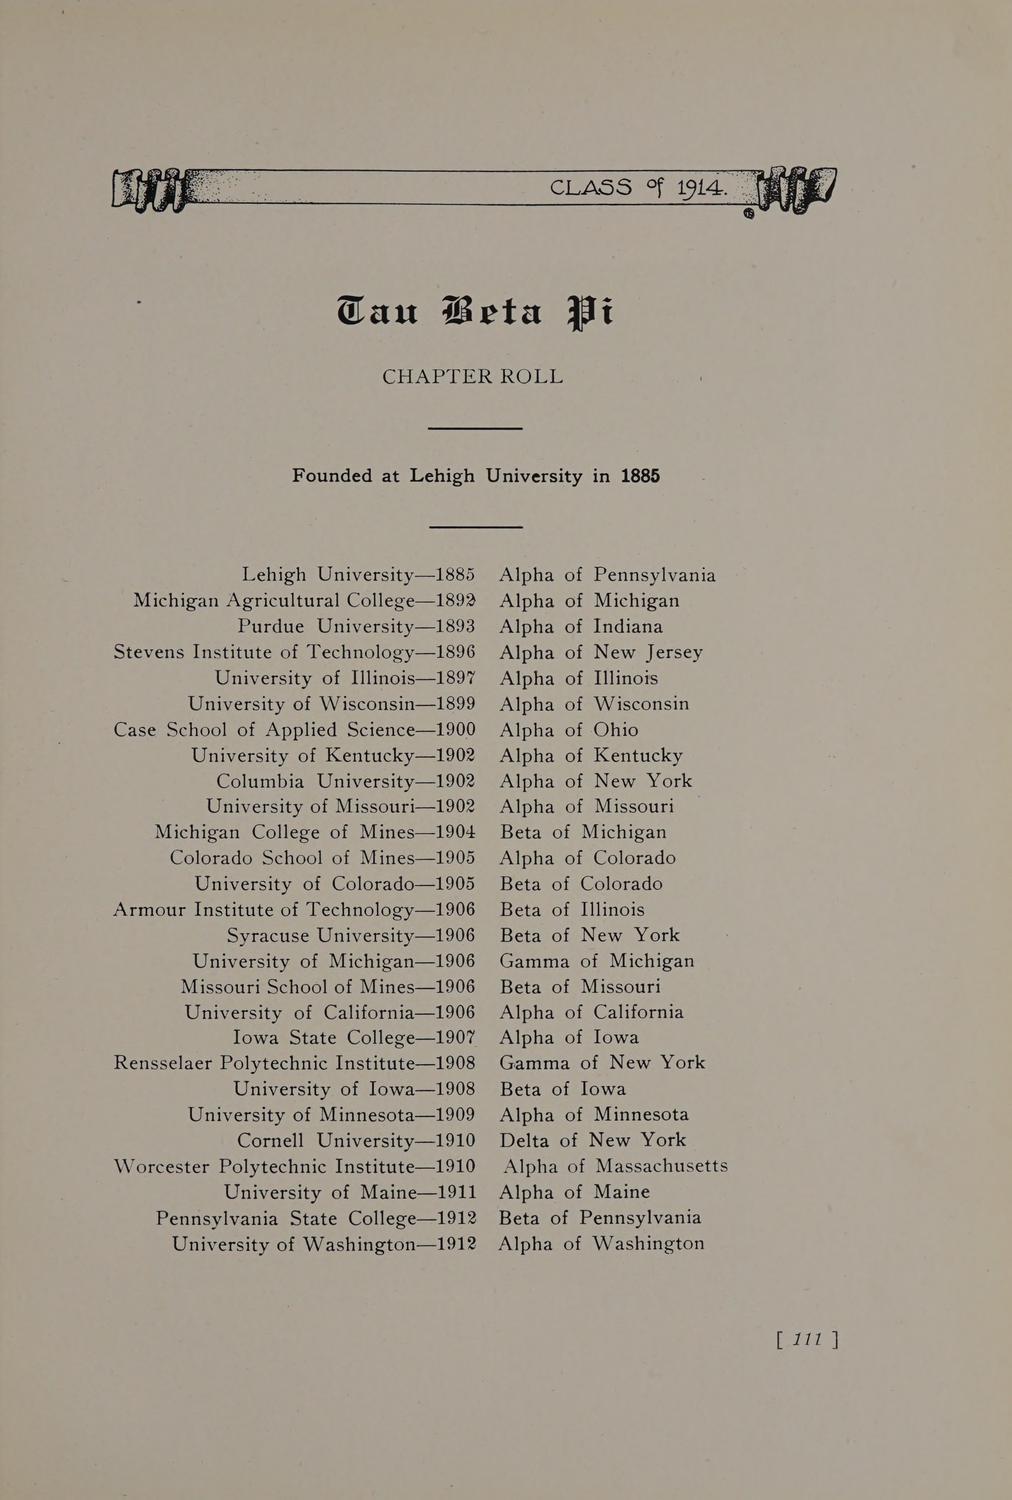 CLASS of 1914.
Tau Beta Pi
CHAPTER ROLL
Founded at Lehigh University in 1885
Lehigh University—1885 Alpha of Pennsylvania
Michigan Agricultural College—1892 Alpha of Michigan
Purdue University—1893 Alpha of Indiana
Stevens Institute of Technology—1896 Alpha of New Jersey
University of Illinois—1897 Alpha of Illinois
University of Wisconsin—1899 Alpha of Wisconsin
Case School of Applied Science—1900 Alpha of Ohio
University of Kentucky—1902 Alpha of Kentucky
Columbia University—1902 Alpha of New York
University of Missouri—1902 Alpha of Missouri
Michigan College of Mines—1904 Beta of Michigan
Colorado School of Mines—1905 Alpha of Colorado
University of Colorado—1905 Beta of Colorado
Armour Institute of Technology—1906 Beta of Illinois
Syracuse University—1906 Beta of New York
University of Michigan—1906 Gamma of Michigan
Missouri School of Mines—1906 Beta of Missouri
University of California—1906 Alpha of California
Iowa State College—1907 Alpha of Iowa
Rensselaer Polytechnic Institute—1908 Gamma of New York
University of Iowa—1908 Beta of Iowa
University of Minnesota—1909 Alpha of Minnesota
Cornell University—1910 Delta of New York
Worcester Polytechnic Institute—1910 Alpha of Massachusetts
University of Maine—1911 Alpha of Maine
Pennsylvania State College—1912 Beta of Pennsylvania
University of Washington—1912 Alpha of Washington
[ 111 ]